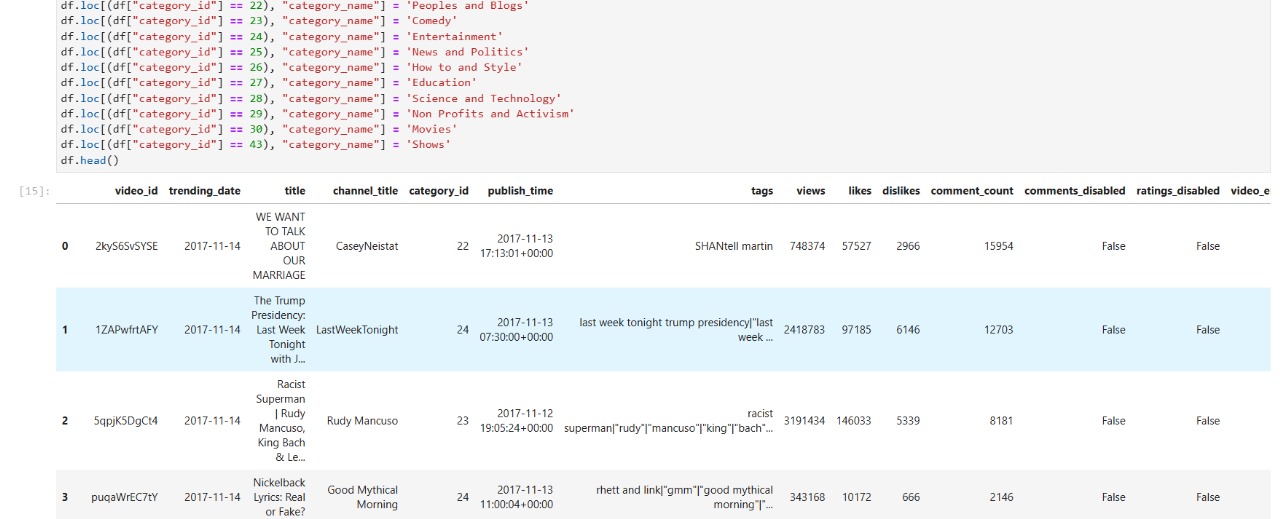 df.loc[(df["category_id"] == 22), "category_name"] = 'Peoples and Blogs'
df.loc[(df["category_id"] == 23), "category_name"] = 'Comedy'
df.loc[(df["category_id"] == 24), "category_name"] = 'Entertainment'
df.loc[(df["category_id"] == 25), "category_name"] = 'News and Politics'
df.loc[(df["category_id"] == 26), "category_name"] = 'How to and Style'
df.loc[(df["category_id"] == 27), "category_name"] = 'Education'
df.loc[(df["category_id"] == 28), "category_name"] = 'Science and Technology'
df.loc[(df["category_id"] == 29), "category_name"] = 'Non Profits and Activism'
df.loc[(df["category_id"] == 30), "category_name"] = 'Movies'
df.loc[(df["category_id"] == 43), "category_name"] = 'Shows'
df.head()
[15]: video_id trending_date title channel_title category_id publish_time tags views likes dislikes comment_count comments_disabled ratings_disabled video_e
WE WANT
TO TALK
0 2kyS6SvSYSE 2017-11-14 ABOUT CaseyNeistat 22 2017-11-13 17:13:01+00:00 SHANtell martin 748374 57527 2966 15954 False False
OUR
MARRIAGE
The Trump
Presidency:
1 1ZAPwfrtAFY 2017-11-14 Last Week LastWeekTonight 24 2017-11-13 07:30:00+00:00 last week tonight trump presidency|"last week ... 2418783 97185 6146 12703 False False
Tonight
with J...
Racist
Superman
| Rudy
2 5qpjK5DgCt4 2017-11-14 Mancuso, Rudy Mancuso 23 2017-11-12 19:05:24+00:00 racist superman|"rudy"|"mancuso"|"king"|"bach"... 3191434 146033 5339 8181 False False
King Bach
& Le...
Nickelback
3 puqaWrEC7tY 2017-11-14 Lyrics: Real Good Mythical Morning 24 2017-11-13 11:00:04+00:00 rhett and link|"gmm"|"good mythical morning"|"... 343168 10172 666 2146 False False
or Fake?